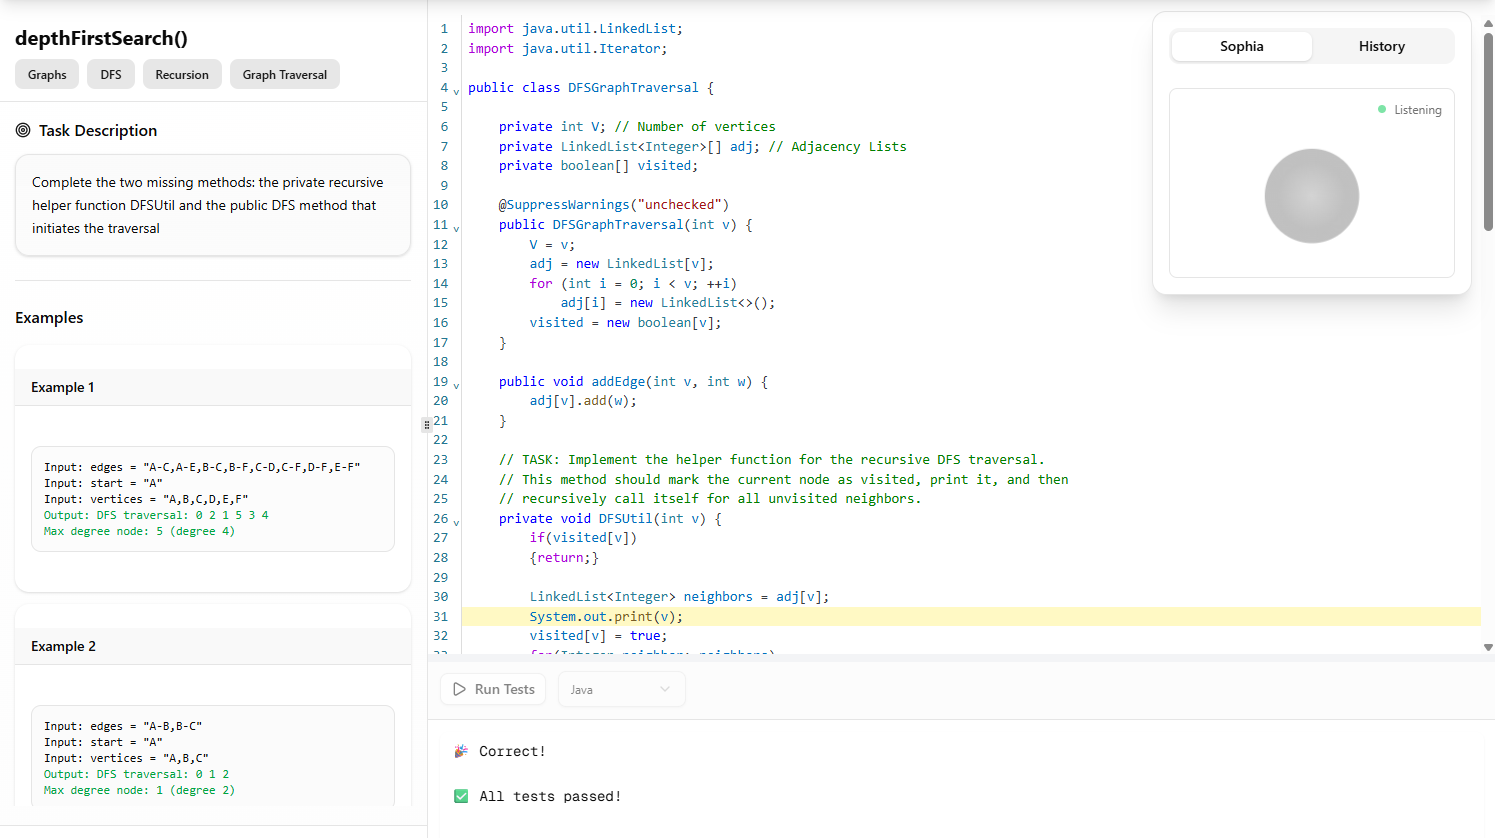 depthFirstSearch()
Graphs
DFS
Recursion
Graph Traversal
Task Description
Complete the two missing methods: the private recursive
helper function DFSUtil and the public DFS method that
initiates the traversal
Examples
Example 1
Input: edges = "A-C,A-E,B-C,B-F,C-D,C-F,D-F,E-F"
Input: start = "A"
Input: vertices = "A,B,C,D,E,F"
Output: DFS traversal: 0 2 1 5 3 4
Max degree node: 5 (degree 4)
Example 2
Input: edges = "A-B,B-C"
Input: start = "A"
Input: vertices = "A,B,C"
Output: DFS traversal: 0 1 2
Max degree node: 1 (degree 2)
1 import java.util.LinkedList;
2 import java.util.Iterator;
3
4 public class DFSGraphTraversal {
5
6 private int V; // Number of vertices
7 private LinkedList<Integer>[] adj; // Adjacency Lists
8 private boolean[] visited;
9
10 @SuppressWarnings("unchecked")
11 public DFSGraphTraversal(int v) {
12 V = v;
13 adj = new LinkedList[v];
14 for (int i = 0; i < v; ++i)
15 adj[i] = new LinkedList<>();
16 visited = new boolean[v];
17 }
18
19 public void addEdge(int v, int w) {
20 adj[v].add(w);
21 }
22
23 // TASK: Implement the helper function for the recursive DFS traversal.
24 // This method should mark the current node as visited, print it, and then
25 // recursively call itself for all unvisited neighbors.
26 private void DFSUtil(int v) {
27 if(visited[v])
28 {return;}
29
30 LinkedList<Integer> neighbors = adj[v];
31 System.out.print(v);
32 visited[v] = true;
33 for(Integer neighbor: neighbors)
Sophia
History
Listening
Run Tests
Java
Correct!
All tests passed!